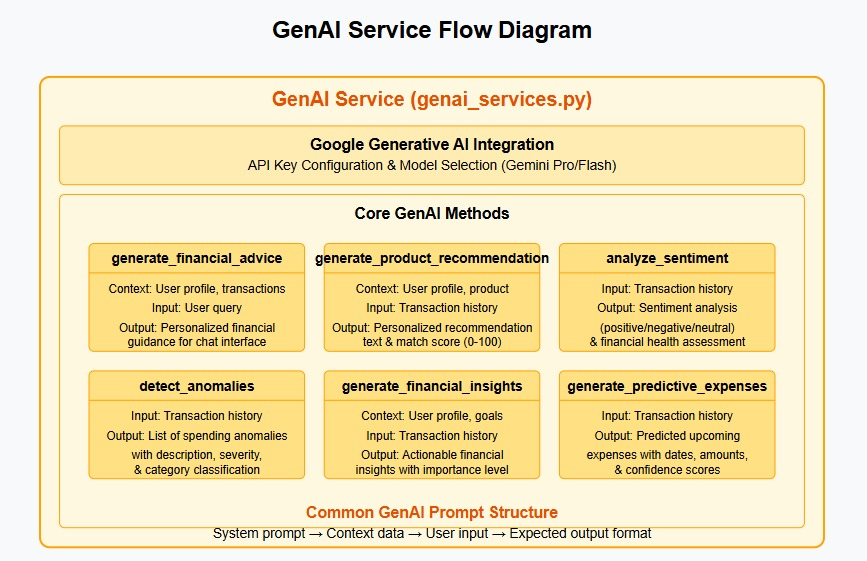 GenAI Service Flow Diagram
GenAI Service (genai_services.py)
Google Generative AI Integration
API Key Configuration & Model Selection (Gemini Pro/Flash)
Core GenAI Methods
generate_financial_advice
Context: User profile, transactions
Input: User query
Output: Personalized financial
guidance for chat interface
generate_product_recommendation
Context: User profile, product
Input: Transaction history
Output: Personalized recommendation
text & match score (0-100)
analyze_sentiment
Input: Transaction history
Output: Sentiment analysis
(positive/negative/neutral)
& financial health assessment
detect_anomalies
Input: Transaction history
Output: List of spending anomalies
with description, severity,
& category classification
generate_financial_insights
Context: User profile, goals
Input: Transaction history
Output: Actionable financial
insights with importance level
generate_predictive_expenses
Input: Transaction history
Output: Predicted upcoming
expenses with dates, amounts,
& confidence scores
Common GenAI Prompt Structure
System prompt → Context data → User input → Expected output format